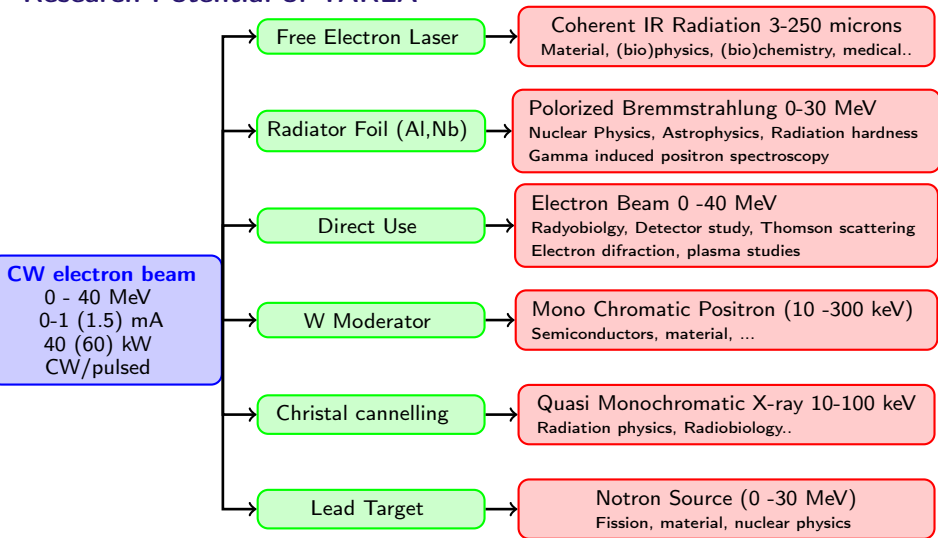 CW electron beam
0 - 40 MeV
0-1 (1.5) mA
40 (60) kW
CW/pulsed
Free Electron Laser
Coherent IR Radiation 3-250 microns
Material, (bio)physics, (bio)chemistry, medical..
Radiator Foil (Al,Nb)
Polorized Bremmstrahlung 0-30 MeV
Nuclear Physics, Astrophysics, Radiation hardness
Gamma induced positron spectroscopy
Direct Use
Electron Beam 0 -40 MeV
Radyobiolgy, Detector study, Thomson scattering
Electron difraction, plasma studies
W Moderator
Mono Chromatic Positron (10 -300 keV)
Semiconductors, material, ...
Christal cannelling
Quasi Monochromatic X-ray 10-100 keV
Radiation physics, Radiobiology..
Lead Target
Notron Source (0 -30 MeV)
Fission, material, nuclear physics